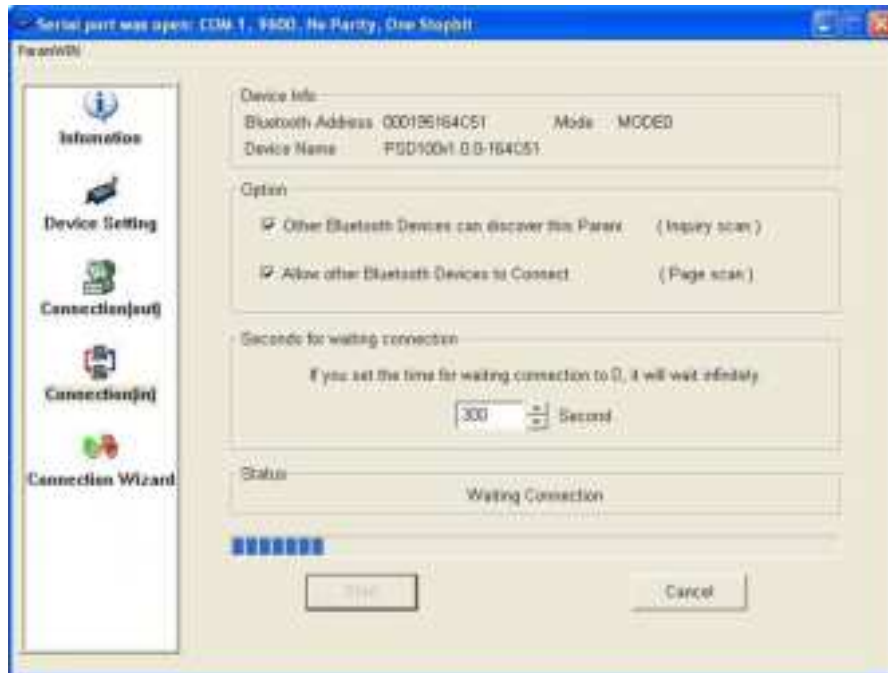 Serial port was open: COM 1, 9600, No Parity, One Stopbit
ParaniWIN
Infomation
Device Setting
Connection(out)
Connection(in)
Connection Wizard
Device Info
Bluetooth Address 000195164C51 Mode MODE0
Device Name PSD100v1.0.0-164C51
Option
Other Bluetooth Devices can discover this Parani (Inquiry scan)
Allow other Bluetooth Devices to Connect (Page scan)
Seconds for waiting connection
If you set the time for waiting connection to 0, it will wait infinitely
300 Second
Status
Waiting Connection
Start
Cancel